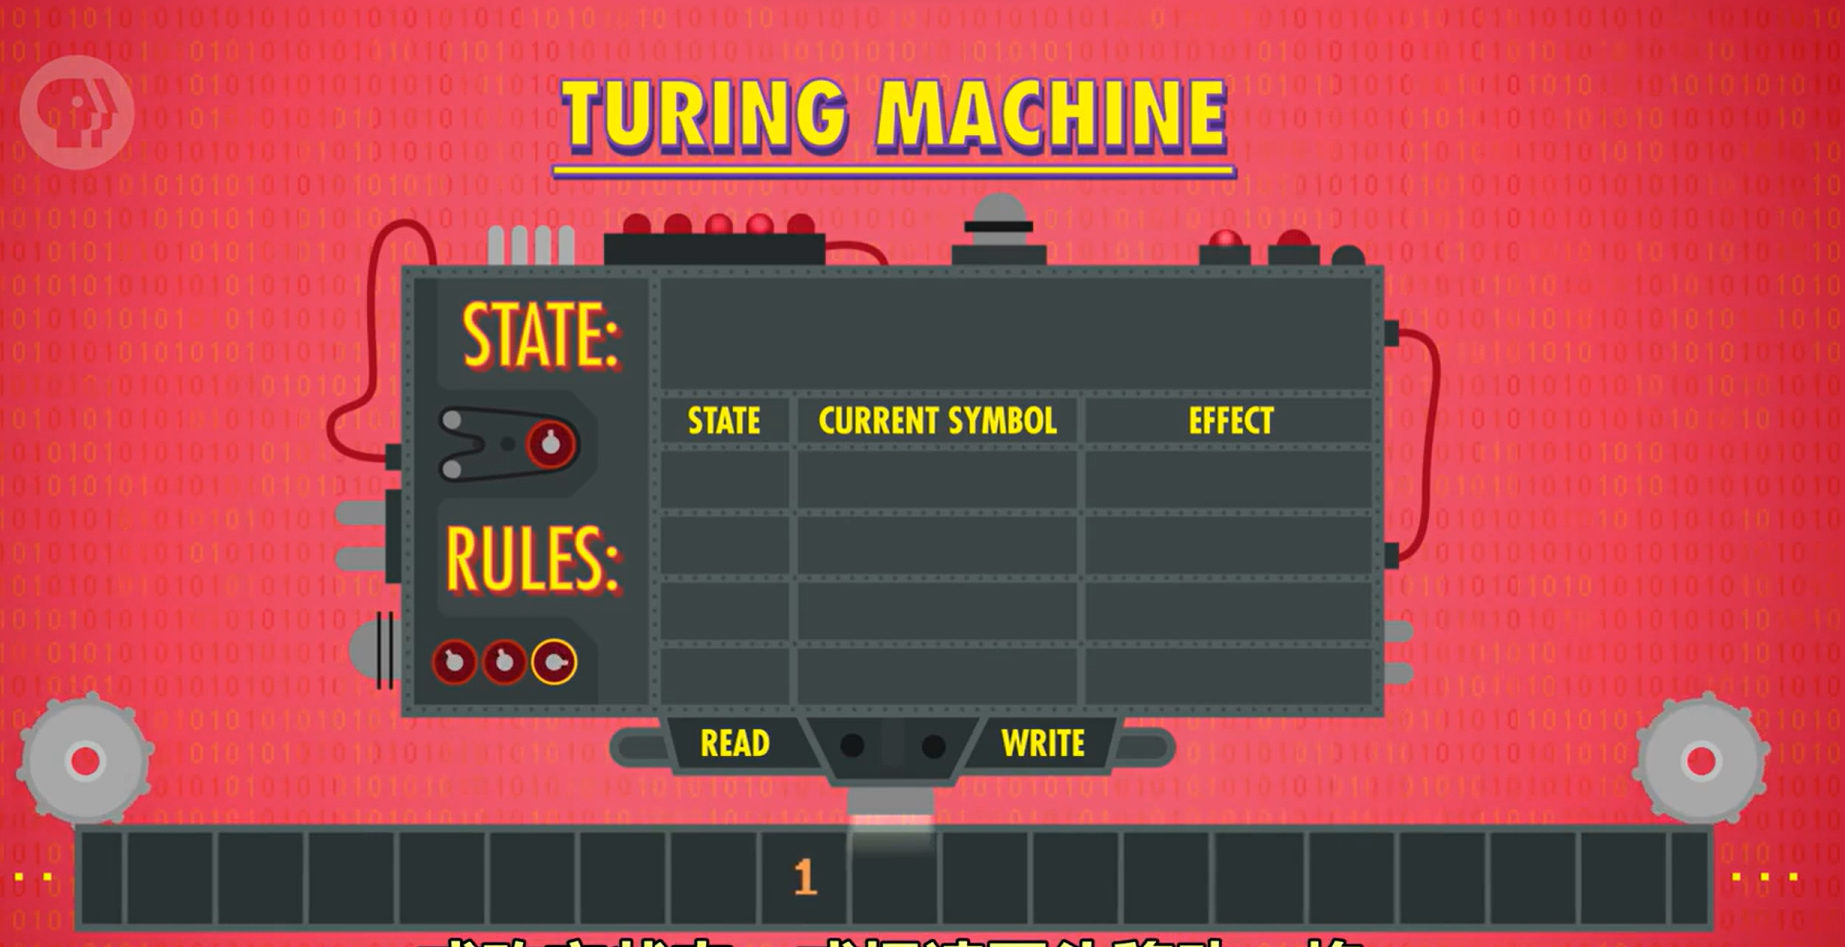 TURING MACHINE
STATE:
STATE CURRENT SYMBOL EFFECT
RULES:
READ WRITE
1